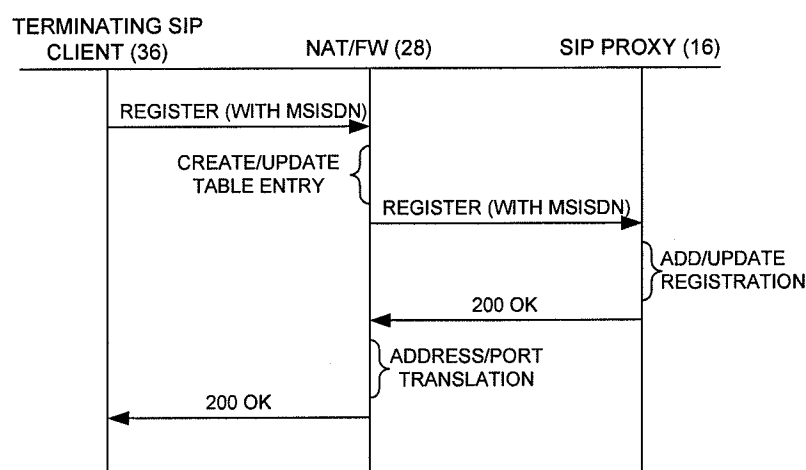 TERMINATING SIP
CLIENT (36)
NAT/FW (28)
SIP PROXY (16)
REGISTER (WITH MSISDN)
CREATE/UPDATE
TABLE ENTRY
REGISTER (WITH MSISDN)
ADD/UPDATE
REGISTRATION
200 OK
ADDRESS/PORT
TRANSLATION
200 OK